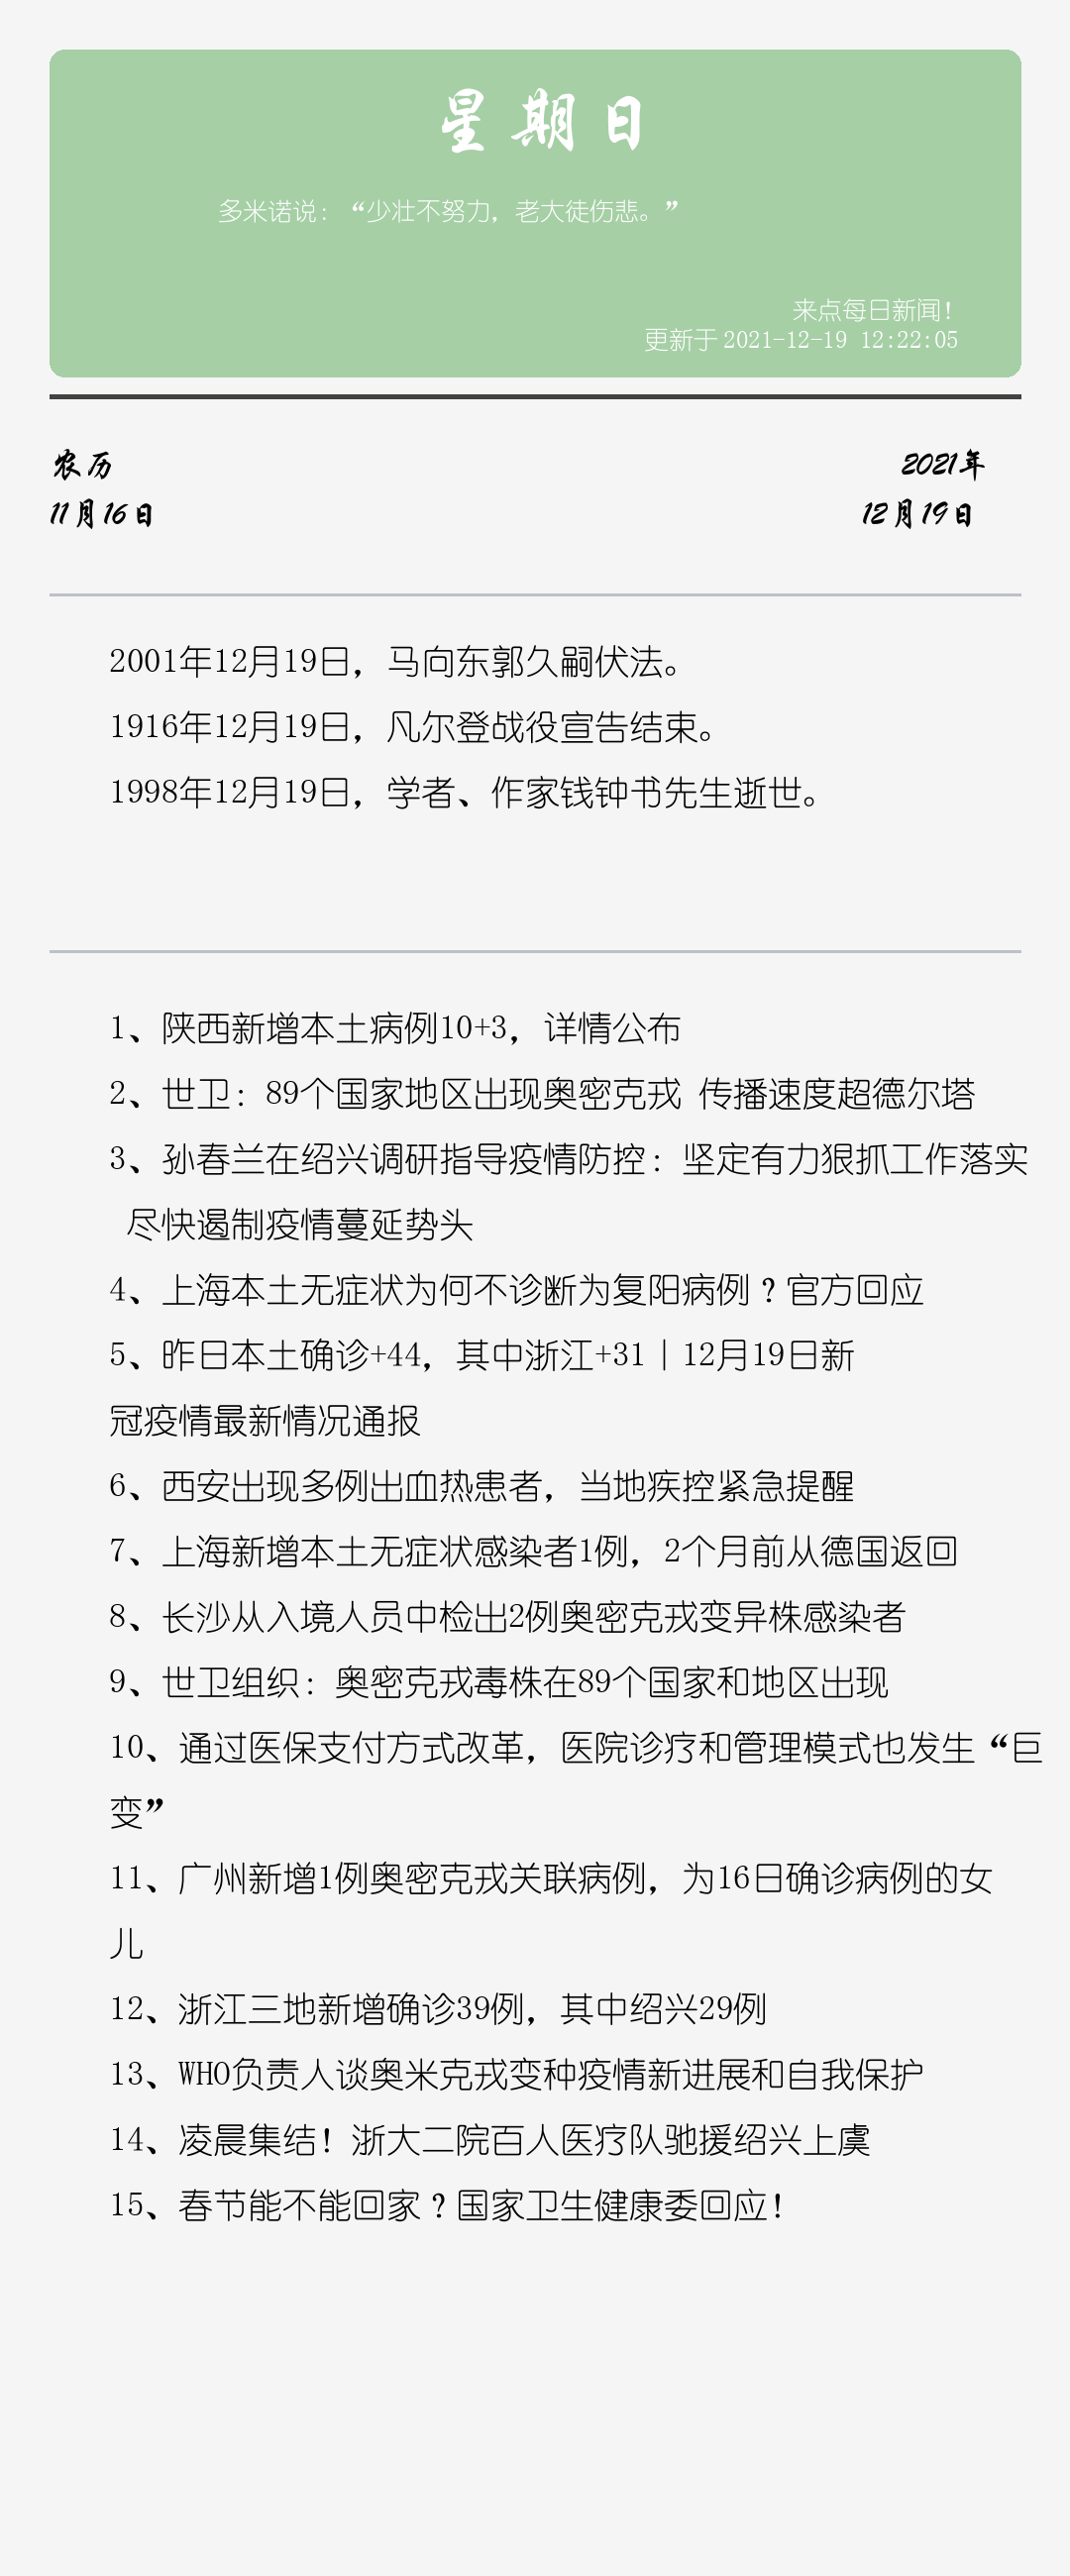 星期日
多米诺说：“少壮不努力，老大徒伤悲。”
来点每日新闻！
更新于 2021-12-19 12:22:05
农历
2021年
11月16日
12月19日
2001年12月19日，马向东郭久嗣伏法。
1916年12月19日，凡尔登战役宣告结束。
1998年12月19日，学者、作家钱钟书先生逝世。
1、陕西新增本土病例10+3，详情公布
2、世卫：89个国家地区出现奥密克戎 传播速度超德尔塔
3、孙春兰在绍兴调研指导疫情防控：坚定有力狠抓工作落实
尽快遏制疫情蔓延势头
4、上海本土无症状为何不诊断为复阳病例？官方回应
5、昨日本土确诊+44，其中浙江+31｜12月19日新
冠疫情最新情况通报
6、西安出现多例出血热患者，当地疾控紧急提醒
7、上海新增本土无症状感染者1例，2个月前从德国返回
8、长沙从入境人员中检出2例奥密克戎变异株感染者
9、世卫组织：奥密克戎毒株在89个国家和地区出现
10、通过医保支付方式改革，医院诊疗和管理模式也发生“巨
变”
11、广州新增1例奥密克戎关联病例，为16日确诊病例的女
儿
12、浙江三地新增确诊39例，其中绍兴29例
13、WHO负责人谈奥米克戎变种疫情新进展和自我保护
14、凌晨集结！浙大二院百人医疗队驰援绍兴上虞
15、春节能不能回家？国家卫生健康委回应！